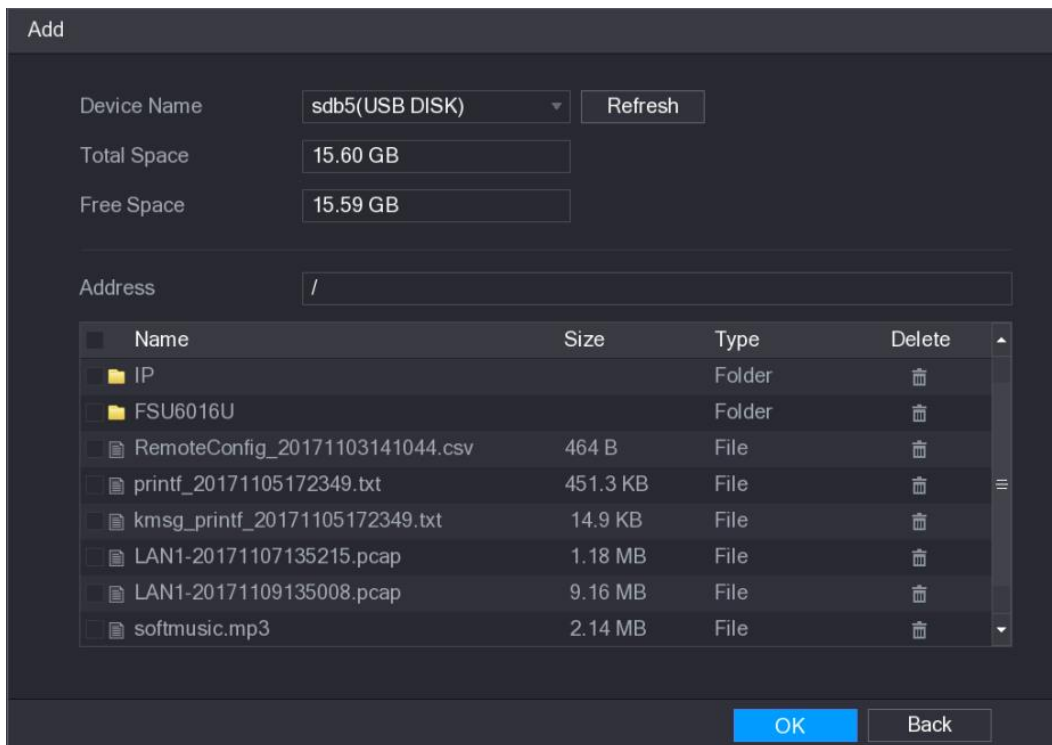 Add
Device Name sdb5(USB DISK) Refresh
Total Space 15.60 GB
Free Space 15.59 GB
Address /
Name Size Type Delete
IP Folder
FSU6016U Folder
RemoteConfig_20171103141044.csv 464 B File
printf_20171105172349.txt 451.3 KB File
kmsg_printf_20171105172349.txt 14.9 KB File
LAN1-20171107135215.pcap 1.18 MB File
LAN1-20171109135008.pcap 9.16 MB File
softmusic.mp3 2.14 MB File
OK Back